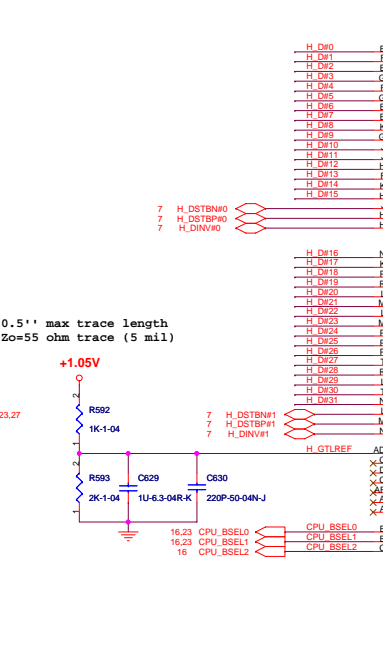 H_D#0
H_D#1
H_D#2
H_D#3
H_D#4
H_D#5
H_D#6
H_D#7
H_D#8
H_D#9
H_D#10
H_D#11
H_D#12
H_D#13
H_D#14
H_D#15
7 H_DSTBN#0
7 H_DSTBP#0
7 H_DINV#0
H_D#16
H_D#17
H_D#18
H_D#19
H_D#20
H_D#21
H_D#22
H_D#23
H_D#24
H_D#25
H_D#26
H_D#27
H_D#28
H_D#29
H_D#30
H_D#31
0.5'' max trace length
Zo=55 ohm trace (5 mil)
+1.05V
23,27
2
R592
1K-1-04
1
7 H_DSTBN#1
7 H_DSTBP#1
7 H_DINV#1
H_GTLREF
2
R593
2K-1-04
1
C629
1U-6.3-04R-K
C630
220P-50-04N-J
16,23 CPU_BSEL0 CPU_BSEL0
16,23 CPU_BSEL1 CPU_BSEL1
16 CPU_BSEL2 CPU_BSEL2